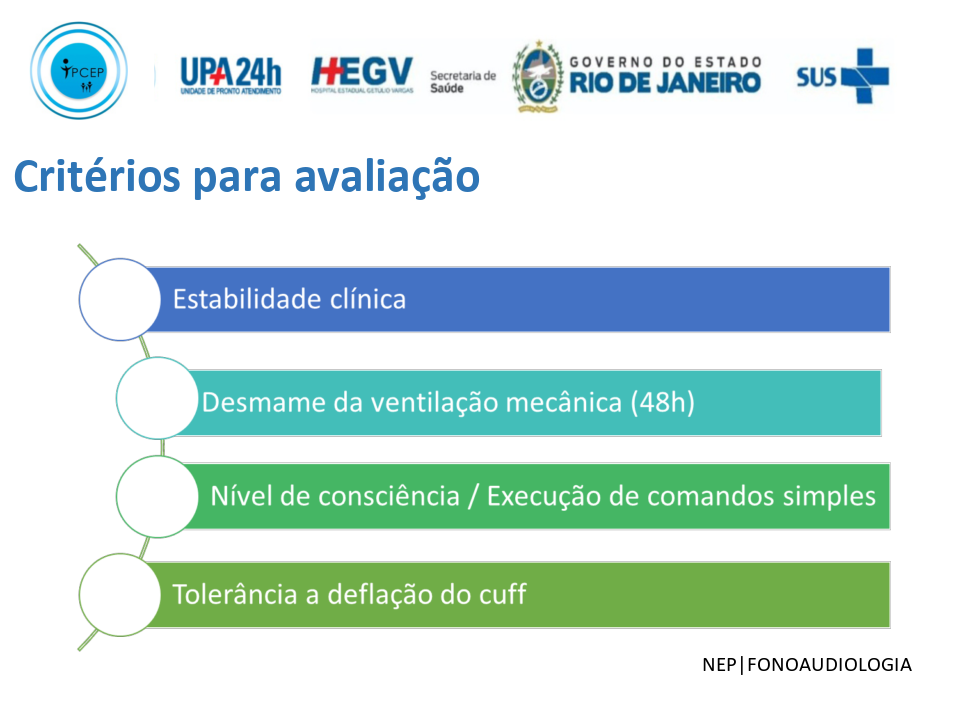 IPCEP
UPA24h
UNIDADE DE PRONTO ATENDIMENTO
HEGV
HOSPITAL ESTADUAL GETULIO VARGAS
Secretaria de
Saúde
GOVERNO DO ESTADO
RIO DE JANEIRO
SUS
Critérios para avaliação
Estabilidade clínica
Desmame da ventilação mecânica (48h)
Nível de consciência / Execução de comandos simples
Tolerância a deflação do cuff
NEP|FONOAUDIOLOGIA